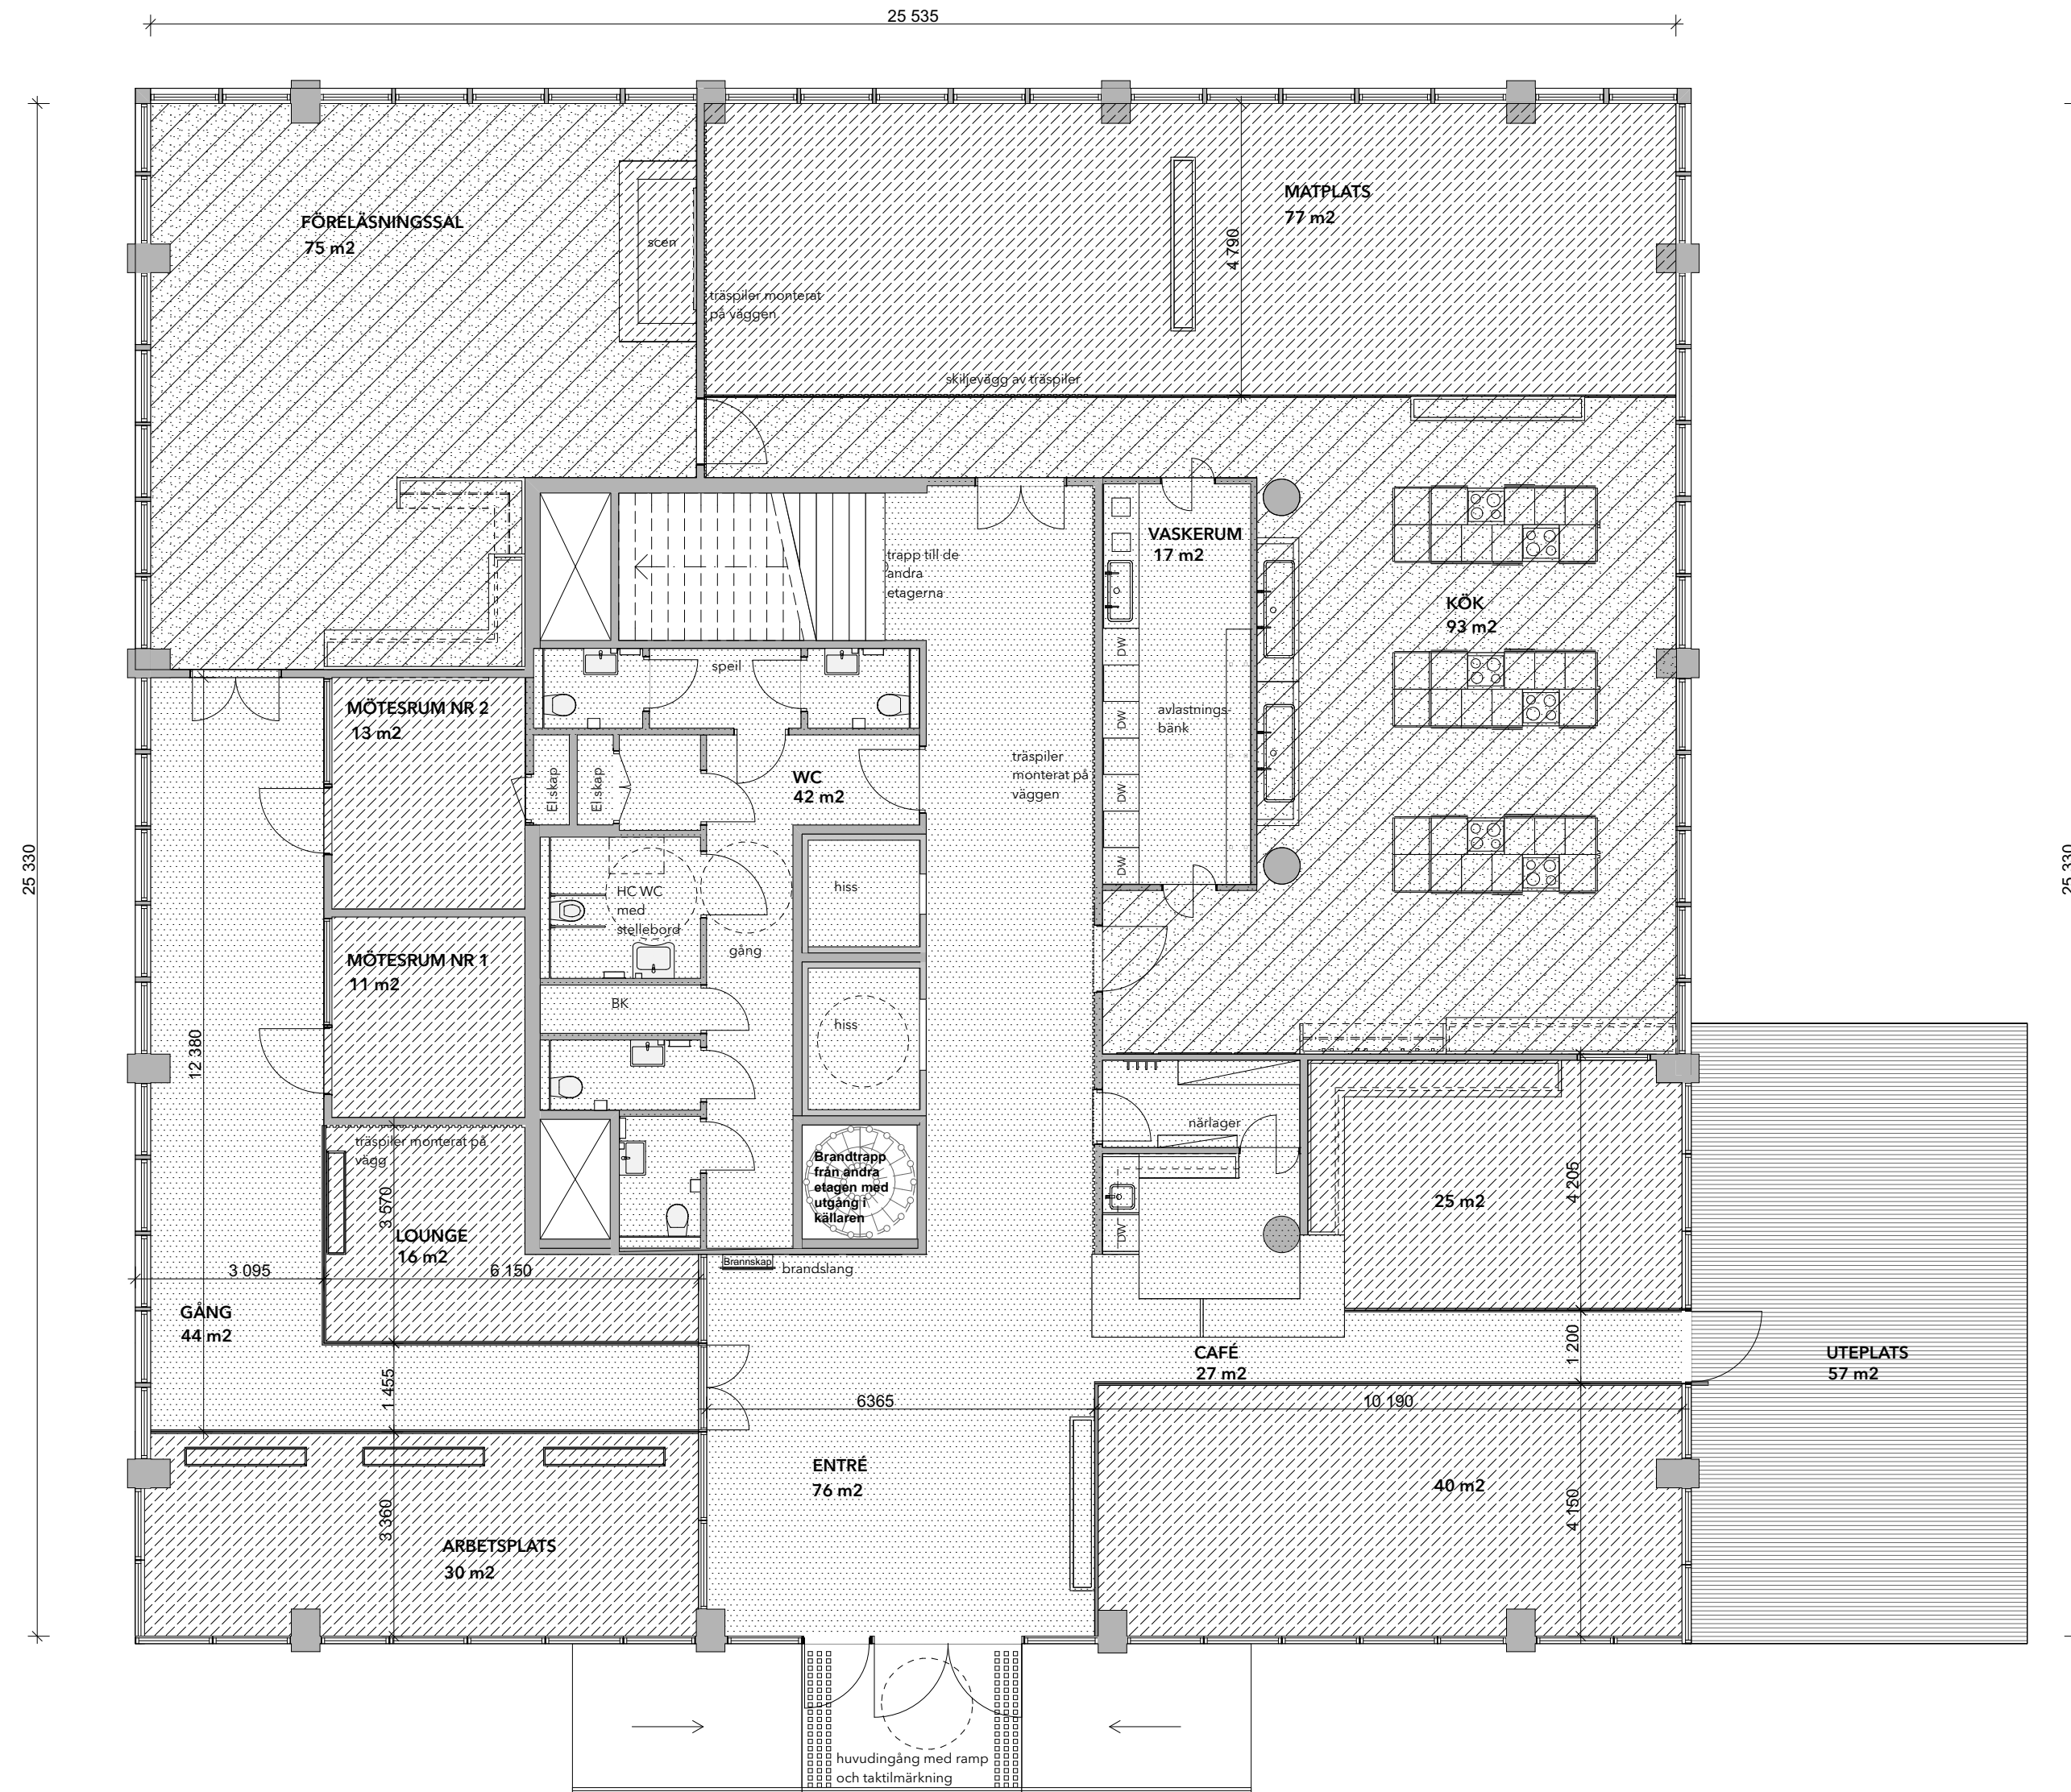 25 535
MATPLATS
77 m2
FÖRELÄSNINGSSAL
75 m2
scen
4 790
träspiler monterat
på väggen
skiljevägg av träspiler
VASKERUM
17 m2
trapp till de
andra
etagerna
KÖK
93 m2
DW
speil
MÖTESRUM NR 2
13 m2
avlastnings-
bänk
DW
träspiler
monterat på
väggen
WC
42 m2
El.skap
El.skap
DW
25 330
25 330
DW
HC WC
med
stellebord
hiss
gång
MÖTESRUM NR 1
11 m2
BK
hiss
12 380
närlager
träspiler monterat på
vägg
Brandtrapp
från andra
etagen med
utgång i
källaren
3 570
4 205
25 m2
LOUNGE
16 m2
DW
3 095
6 150
Brannskap
brandslang
GÅNG
44 m2
CAFÉ
27 m2
1 200
UTEPLATS
57 m2
1 455
6365
10 190
ENTRÉ
76 m2
40 m2
3 360
4 150
ARBETSPLATS
30 m2
huvudingång med ramp
och taktilmärkning